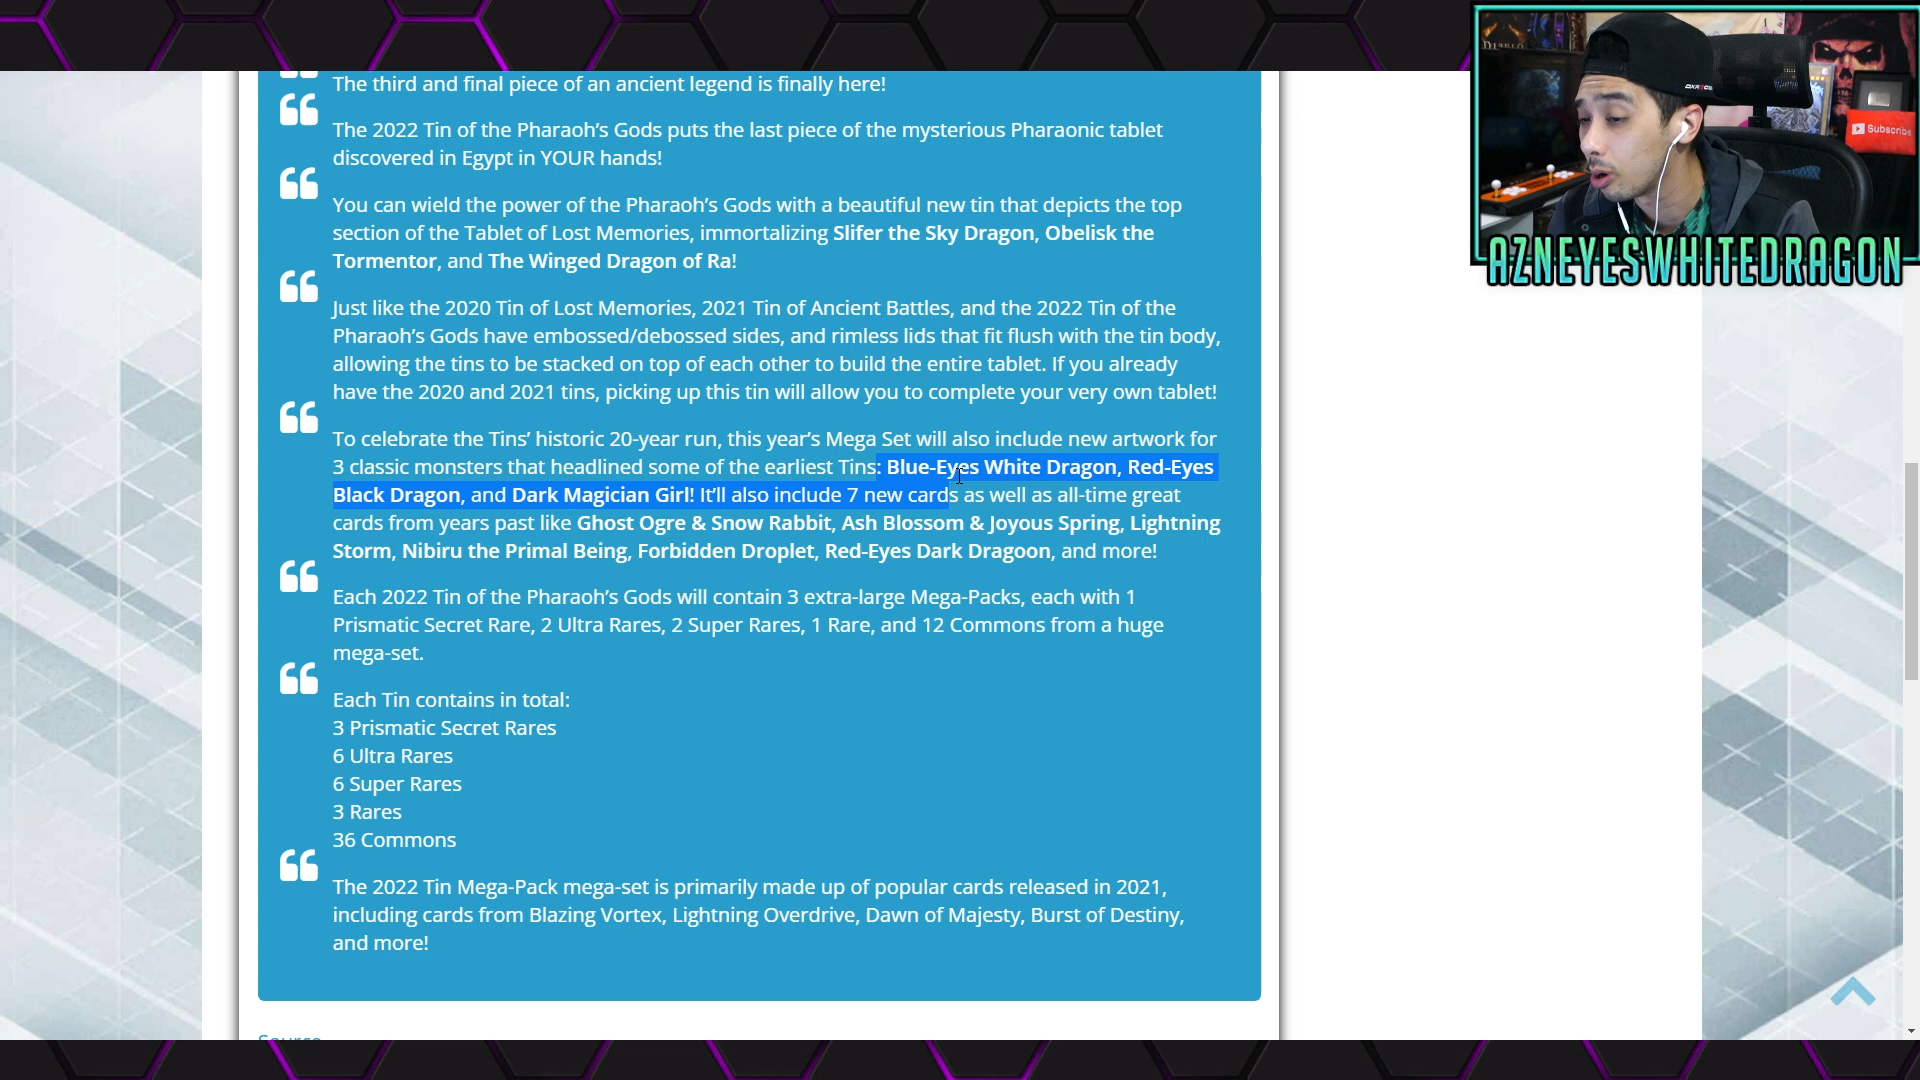 The third and final piece of an ancient legend is finally here!
The 2022 Tin of the Pharaoh’s Gods puts the last piece of the mysterious Pharaonic tablet
discovered in Egypt in YOUR hands!
You can wield the power of the Pharaoh’s Gods with a beautiful new tin that depicts the top
section of the Tablet of Lost Memories, immortalizing Slifer the Sky Dragon, Obelisk the
Tormentor, and The Winged Dragon of Ra!
Just like the 2020 Tin of Lost Memories, 2021 Tin of Ancient Battles, and the 2022 Tin of the
Pharaoh’s Gods have embossed/debossed sides, and rimless lids that fit flush with the tin body,
allowing the tins to be stacked on top of each other to build the entire tablet. If you already
have the 2020 and 2021 tins, picking up this tin will allow you to complete your very own tablet!
To celebrate the Tins’ historic 20-year run, this year’s Mega Set will also include new artwork for
3 classic monsters that headlined some of the earliest Tins: Blue-Eyes White Dragon, Red-Eyes
Black Dragon, and Dark Magician Girl! It’ll also include 7 new cards as well as all-time great
cards from years past like Ghost Ogre & Snow Rabbit, Ash Blossom & Joyous Spring, Lightning
Storm, Nibiru the Primal Being, Forbidden Droplet, Red-Eyes Dark Dragoon, and more!
Each 2022 Tin of the Pharaoh’s Gods will contain 3 extra-large Mega-Packs, each with 1
Prismatic Secret Rare, 2 Ultra Rares, 2 Super Rares, 1 Rare, and 12 Commons from a huge
mega-set.
Each Tin contains in total:
3 Prismatic Secret Rares
6 Ultra Rares
6 Super Rares
3 Rares
36 Commons
The 2022 Tin Mega-Pack mega-set is primarily made up of popular cards released in 2021,
including cards from Blazing Vortex, Lightning Overdrive, Dawn of Majesty, Burst of Destiny,
and more!
Source
DIABLO
Subscribe
AZNEYESWHITEDRAGON